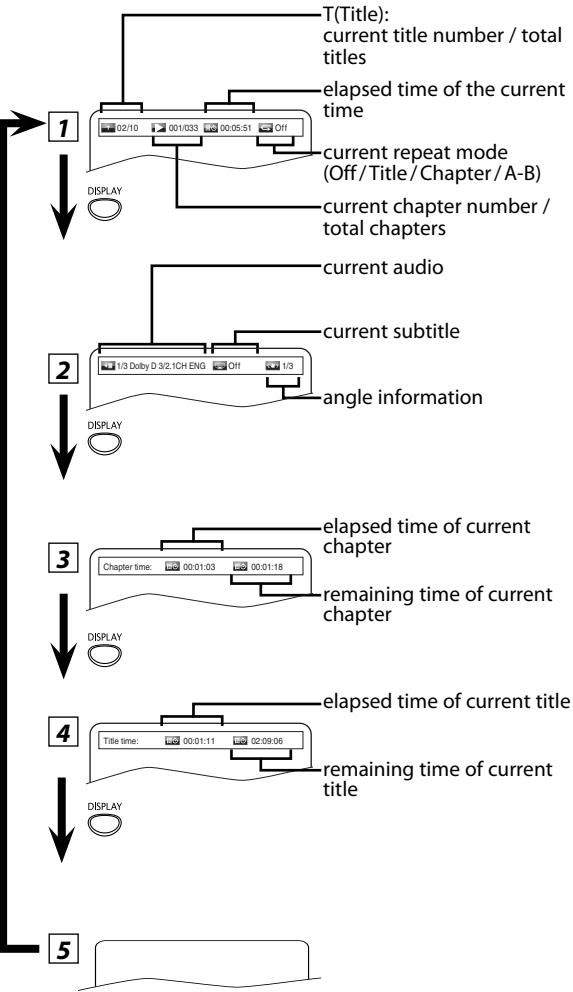 T(Title):
current title number / total
titles
elapsed time of the current
time
1
02/10 001/033 00:05:51 Off
current repeat mode
(Off / Title / Chapter / A-B)
DISPLAY
current chapter number /
total chapters
current audio
current subtitle
2
1/3 Dolby D 3/2.1CH ENG Off 1/3
angle information
DISPLAY
elapsed time of current
chapter
3
Chapter time: 00:01:03 00:01:18
remaining time of current
chapter
DISPLAY
elapsed time of current title
4
Title time: 00:01:11 02:09:06
remaining time of current
title
DISPLAY
5